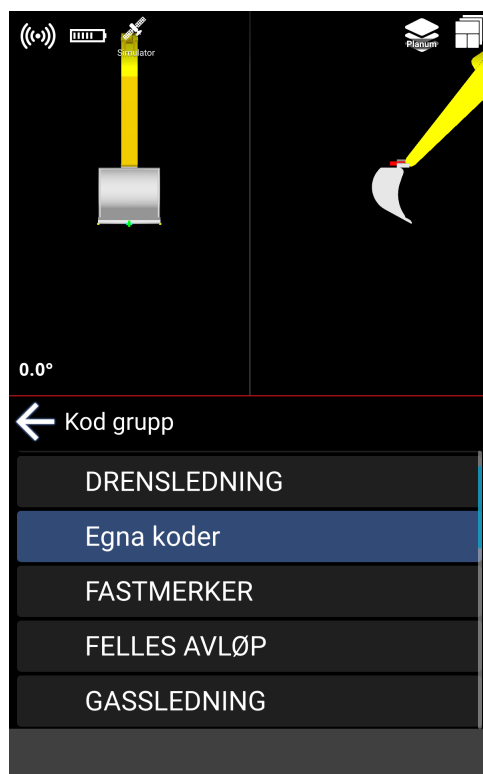 Simulator
Planum
0.0°
Kod grupp
DRENSLEDNING
Egna koder
FASTMERKER
FELLES AVLØP
GASSLEDNING